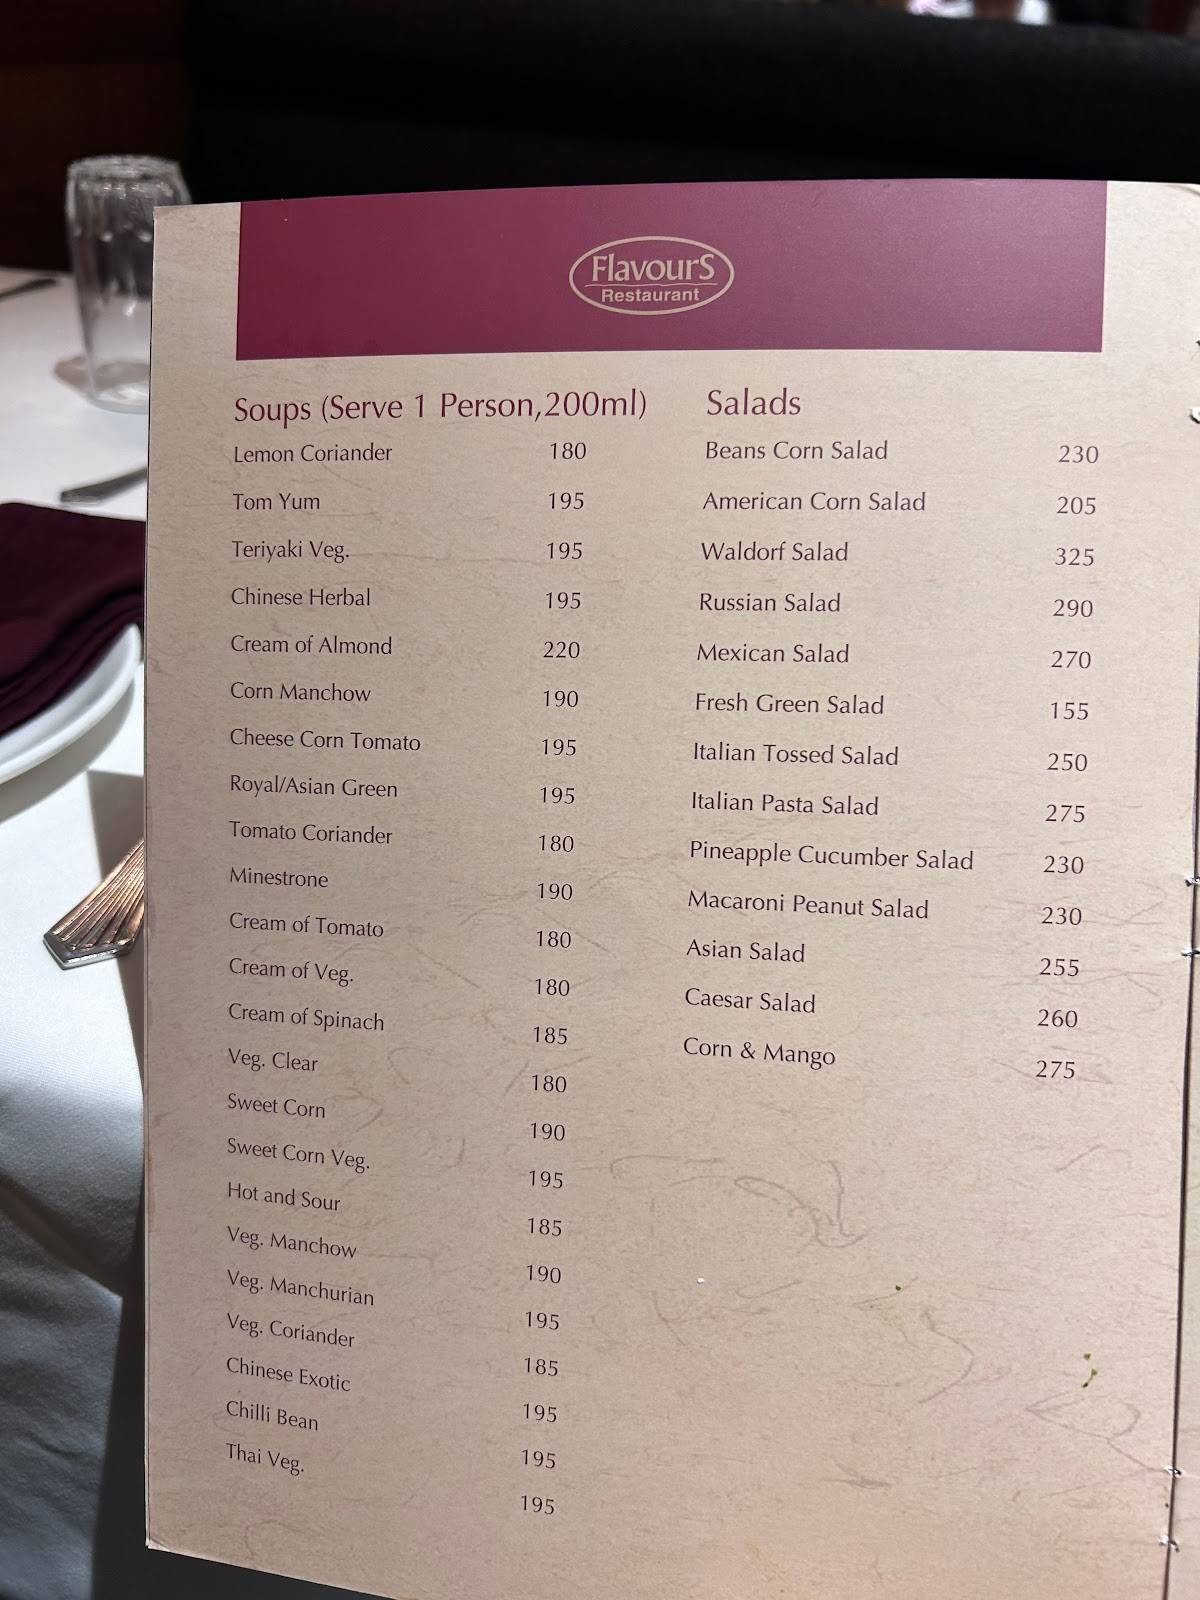 FlavourS
Restaurant
Soups (Serve 1 Person,200ml)
Lemon Coriander 180
Tom Yum 195
Teriyaki Veg. 195
Chinese Herbal 195
Cream of Almond 220
Corn Manchow 190
Cheese Corn Tomato 195
Royal/Asian Green 195
Tomato Coriander 180
Minestrone 190
Cream of Tomato 180
Cream of Veg. 180
Cream of Spinach 185
Veg. Clear 180
Sweet Corn 190
Sweet Corn Veg. 195
Hot and Sour 185
Veg. Manchow 190
Veg. Manchurian 195
Veg. Coriander 185
Chinese Exotic 195
Chilli Bean 195
Thai Veg. 195
Salads
Beans Corn Salad 230
American Corn Salad 205
Waldorf Salad 325
Russian Salad 290
Mexican Salad 270
Fresh Green Salad 155
Italian Tossed Salad 250
Italian Pasta Salad 275
Pineapple Cucumber Salad 230
Macaroni Peanut Salad 230
Asian Salad 255
Caesar Salad 260
Corn & Mango 275